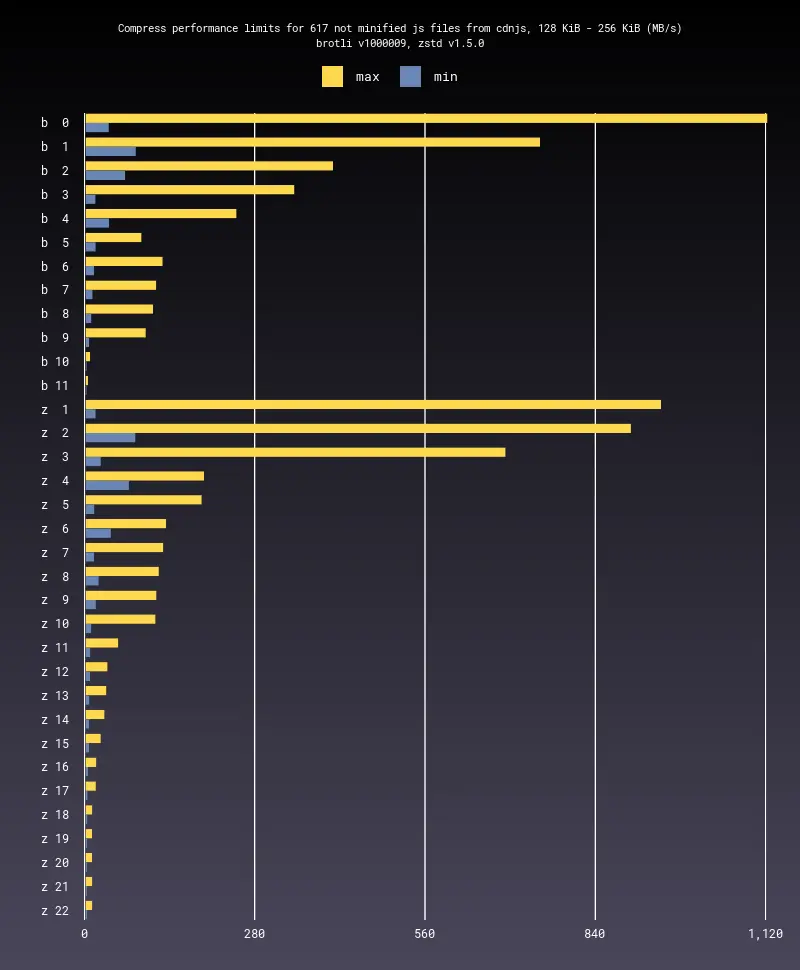 Compress performance limits for 617 not minified js files from cdnjs, 128 KiB - 256 KiB (MB/s)
brotli v1000009, zstd v1.5.0
max min
b 0
b 1
b 2
b 3
b 4
b 5
b 6
b 7
b 8
b 9
b 10
b 11
z 1
z 2
z 3
z 4
z 5
z 6
z 7
z 8
z 9
z 10
z 11
z 12
z 13
z 14
z 15
z 16
z 17
z 18
z 19
z 20
z 21
z 22
0 280 560 840 1,120